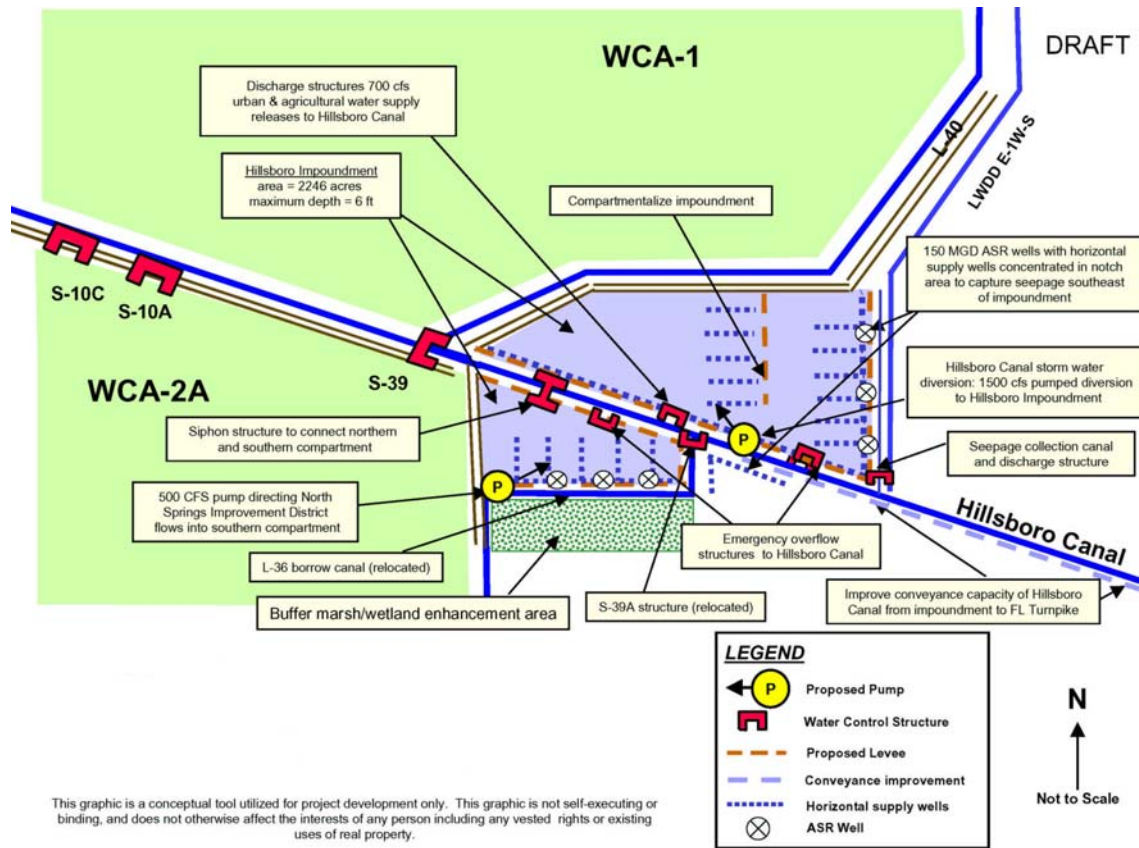 WCA-1
DRAFT
Discharge structures 700 cfs
urban & agricultural water supply
releases to Hillsboro Canal
L-40
LWDD E-1W-S
Hillsboro Impoundment
area = 2246 acres
maximum depth = 6 ft
Compartmentalize impoundment
150 MGD ASR wells with horizontal
supply wells concentrated in notch
area to capture seepage southeast
of impoundment
S-10C
S-10A
S-39
WCA-2A
Hillsboro Canal storm water
diversion: 1500 cfs pumped diversion
to Hillsboro Impoundment
Siphon structure to connect northern
and southern compartment
P
Seepage collection canal
and discharge structure
P
500 CFS pump directing North
Springs Improvement District
flows into southern compartment
Hillsboro Canal
Emergency overflow
structures to Hillsboro Canal
L-36 borrow canal (relocated)
Buffer marsh/wetland enhancement area
S-39A structure (relocated)
Improve conveyance capacity of Hillsboro
Canal from impoundment to FL Turnpike
LEGEND
P
Proposed Pump
Water Control Structure
Proposed Levee
Conveyance improvement
Horizontal supply wells
ASR Well
N
Not to Scale
This graphic is a conceptual tool utilized for project development only. This graphic is not self-executing or
binding, and does not otherwise affect the interests of any person including any vested rights or existing
uses of real property.